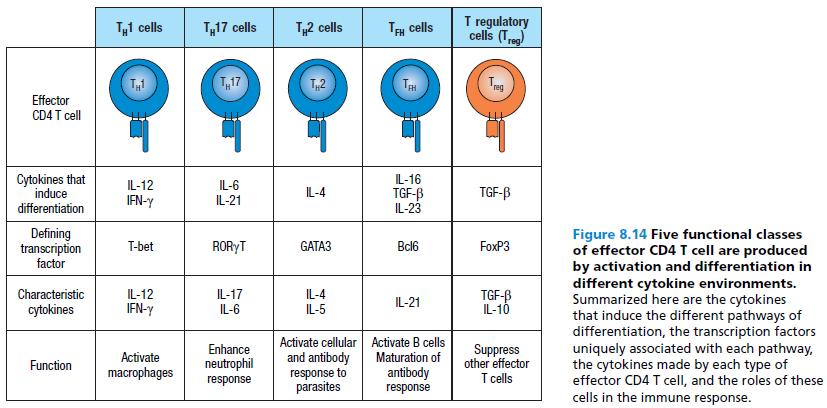 TH1 cells
TH17 cells
TH2 cells
TFH cells
T regulatory
cells (Treg)
Effector
CD4 T cell
TH1
TH17
TH2
TFH
Treg
Cytokines that
induce
differentiation
IL-12
IFN-γ
IL-6
IL-21
IL-4
IL-16
TGF-β
IL-23
TGF-β
Defining
transcription
factor
T-bet
RORγT
GATA3
Bcl6
FoxP3
Characteristic
cytokines
IL-12
IFN-γ
IL-17
IL-6
IL-4
IL-5
IL-21
TGF-β
IL-10
Function
Activate
macrophages
Enhance
neutrophil
response
Activate cellular
and antibody
response to
parasites
Activate B cells
Maturation of
antibody
response
Suppress
other effector
T cells
Figure 8.14 Five functional classes
of effector CD4 T cell are produced
by activation and differentiation in
different cytokine environments.
Summarized here are the cytokines
that induce the different pathways of
differentiation, the transcription factors
uniquely associated with each pathway,
the cytokines made by each type of
effector CD4 T cell, and the roles of these
cells in the immune response.